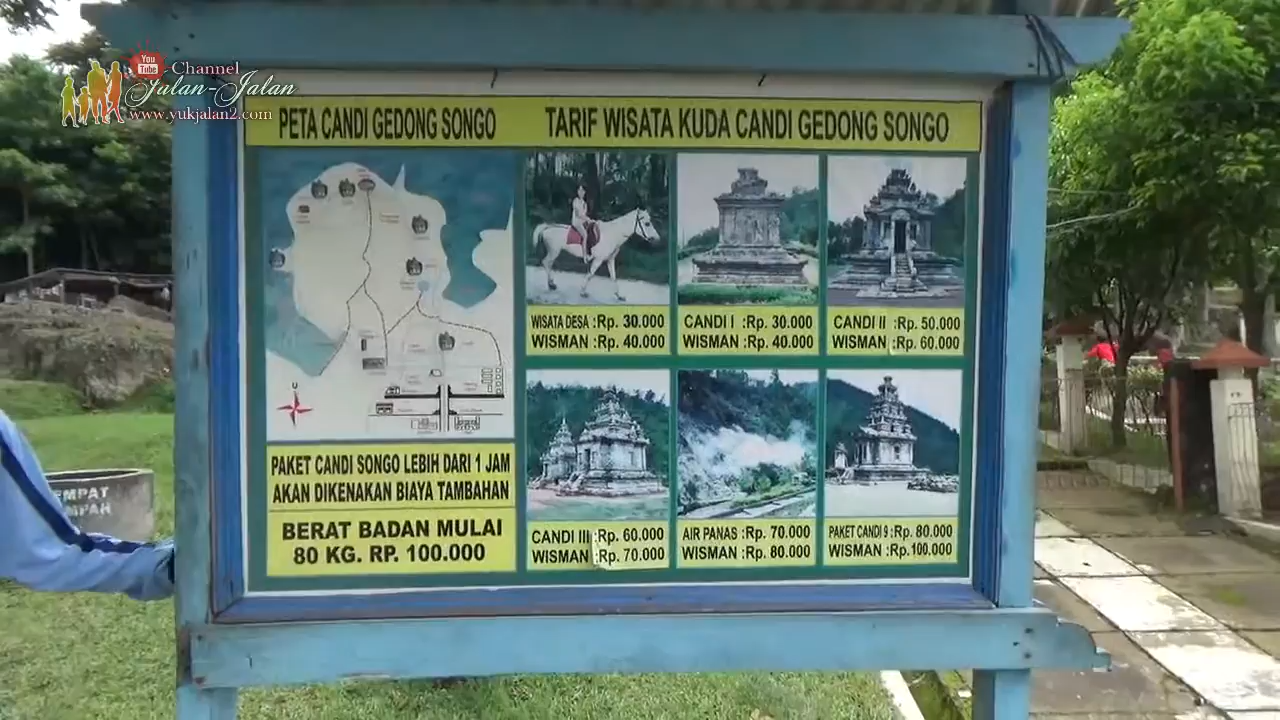 You
Tube
Channel
Jalan-Jalan
www.yukjalan2.com
PETA CANDI GEDONG SONGO
TARIF WISATA KUDA CANDI GEDONG SONGO
WISATA DESA :Rp. 30.000
WISMAN :Rp. 40.000
CANDI I :Rp. 30.000
WISMAN :Rp. 40.000
CANDI II :Rp. 50.000
WISMAN :Rp. 60.000
U
PAKET CANDI SONGO LEBIH DARI 1 JAM
AKAN DIKENAKAN BIAYA TAMBAHAN
BERAT BADAN MULAI
80 KG. RP. 100.000
CANDI III :Rp. 60.000
WISMAN :Rp. 70.000
AIR PANAS :Rp. 70.000
WISMAN :Rp. 80.000
PAKET CANDI 9 :Rp. 80.000
WISMAN :Rp.100.000